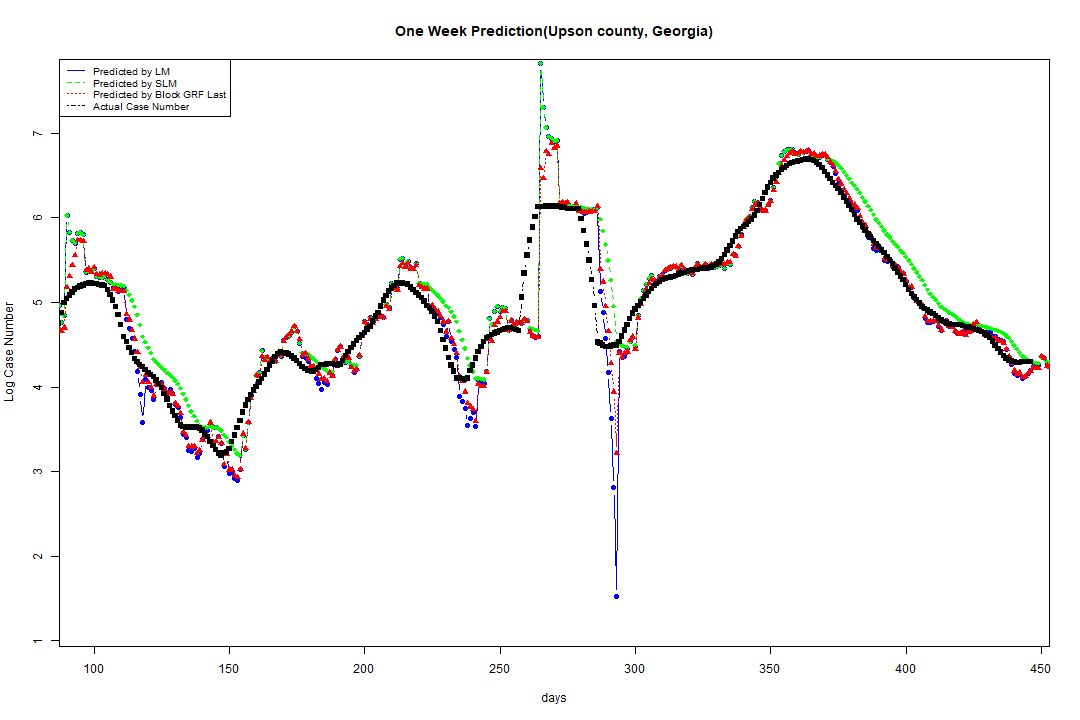 One Week Prediction(Upson county, Georgia)
Predicted by LM
Predicted by SLM
Predicted by Block GRF Last
Actual Case Number
7
6
5
4
3
2
1
Log Case Number
100 150 200 250 300 350 400 450
days